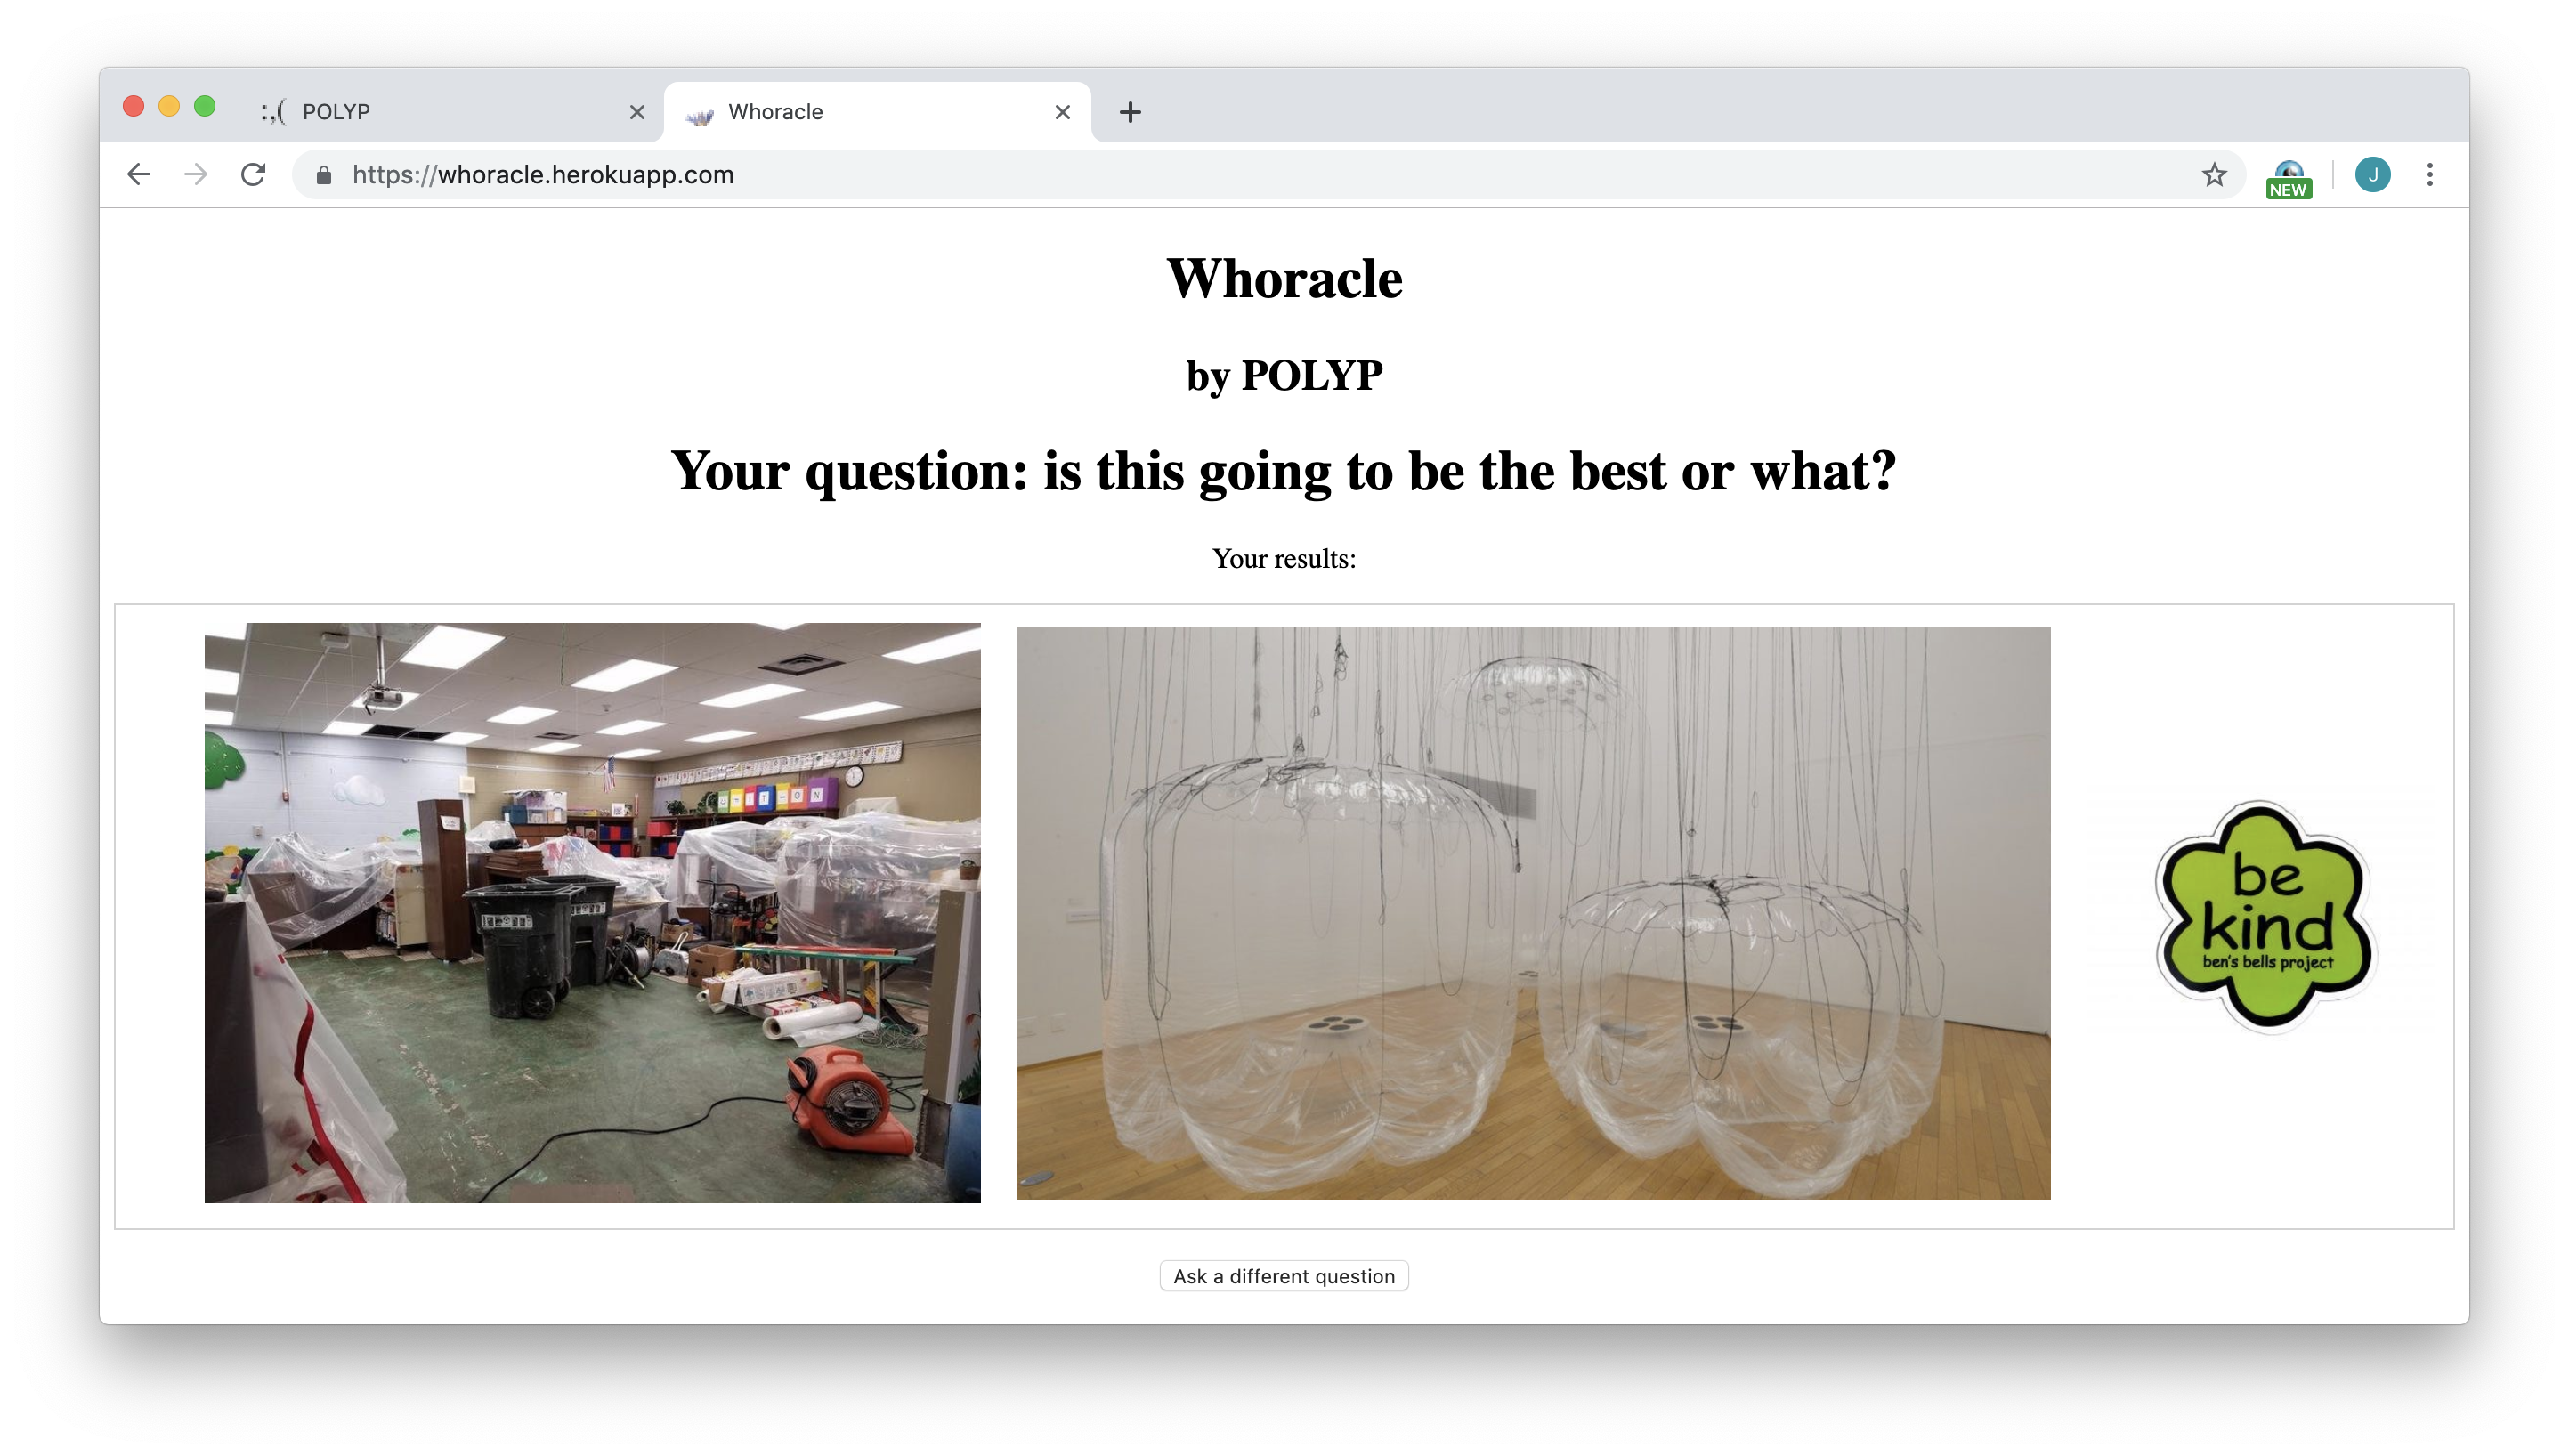 :,( POLYP
Whoracle
https://whoracle.herokuapp.com
NEW
J
Whoracle
by POLYP
Your question: is this going to be the best or what?
Your results:
be
kind
ben's bells project
Ask a different question